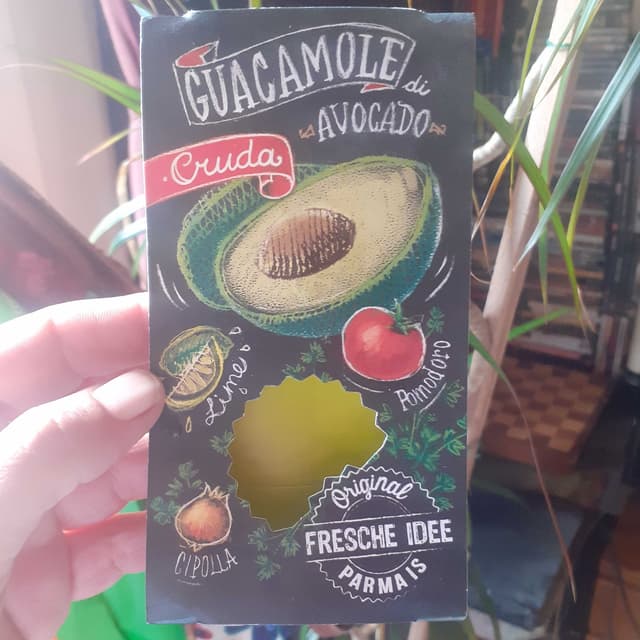 GUACAMOLE
di
AVOCADO
Cruda
Lime
Pomodoro
CIPOLLA
Original
FRESCHE IDEE
PARMA IS